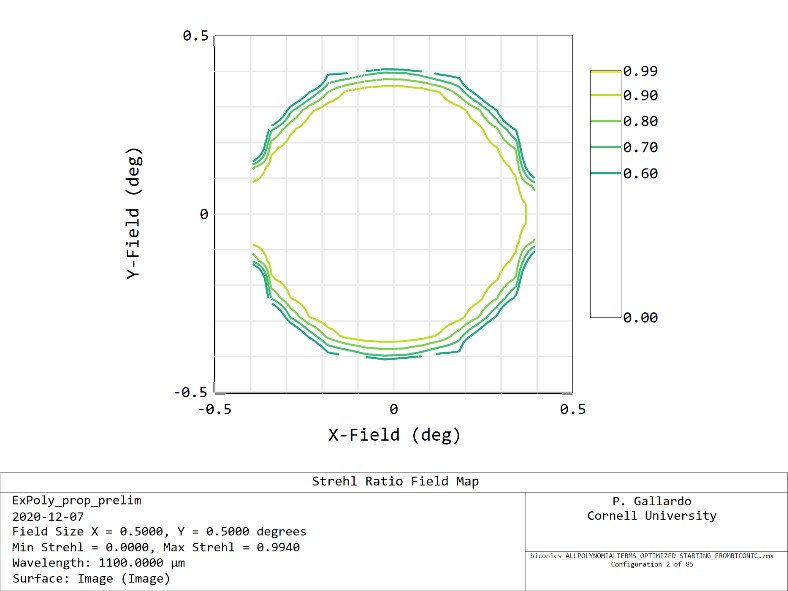 0.5
0
-0.5
Y-Field (deg)
-0.5
0
0.5
X-Field (deg)
0.99
0.90
0.80
0.70
0.60
0.00
Strehl Ratio Field Map
ExPoly_prop_prelim
2020-12-07
Field Size X = 0.5000, Y = 0.5000 degrees
Min Strehl = 0.0000, Max Strehl = 0.9940
Wavelength: 1100.0000 µm
Surface: Image (Image)
P. Gallardo
Cornell University
biconics_ALLPOLYNOMIALTERMS_OPTIMIZED_STARTING_FROMBICONIC..zmx
Configuration 2 of 85